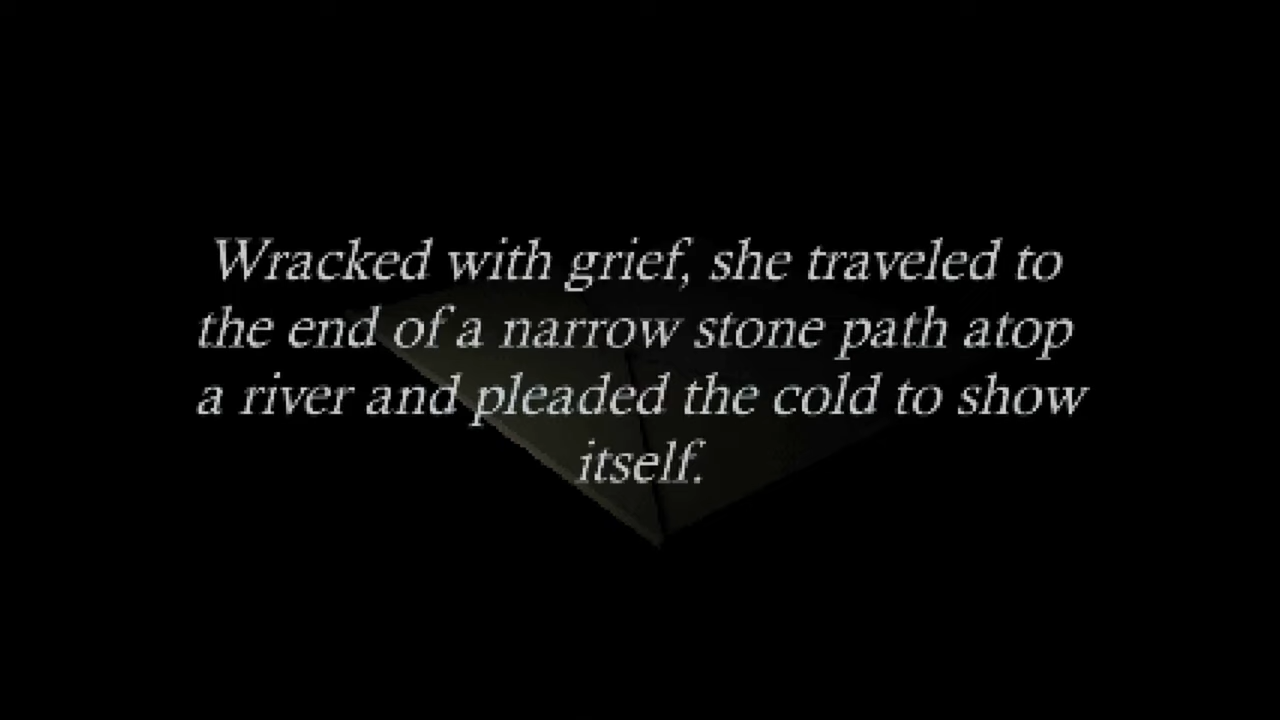 Wracked with grief, she traveled to
the end of a narrow stone path atop
a river and pleaded the cold to show
itself.